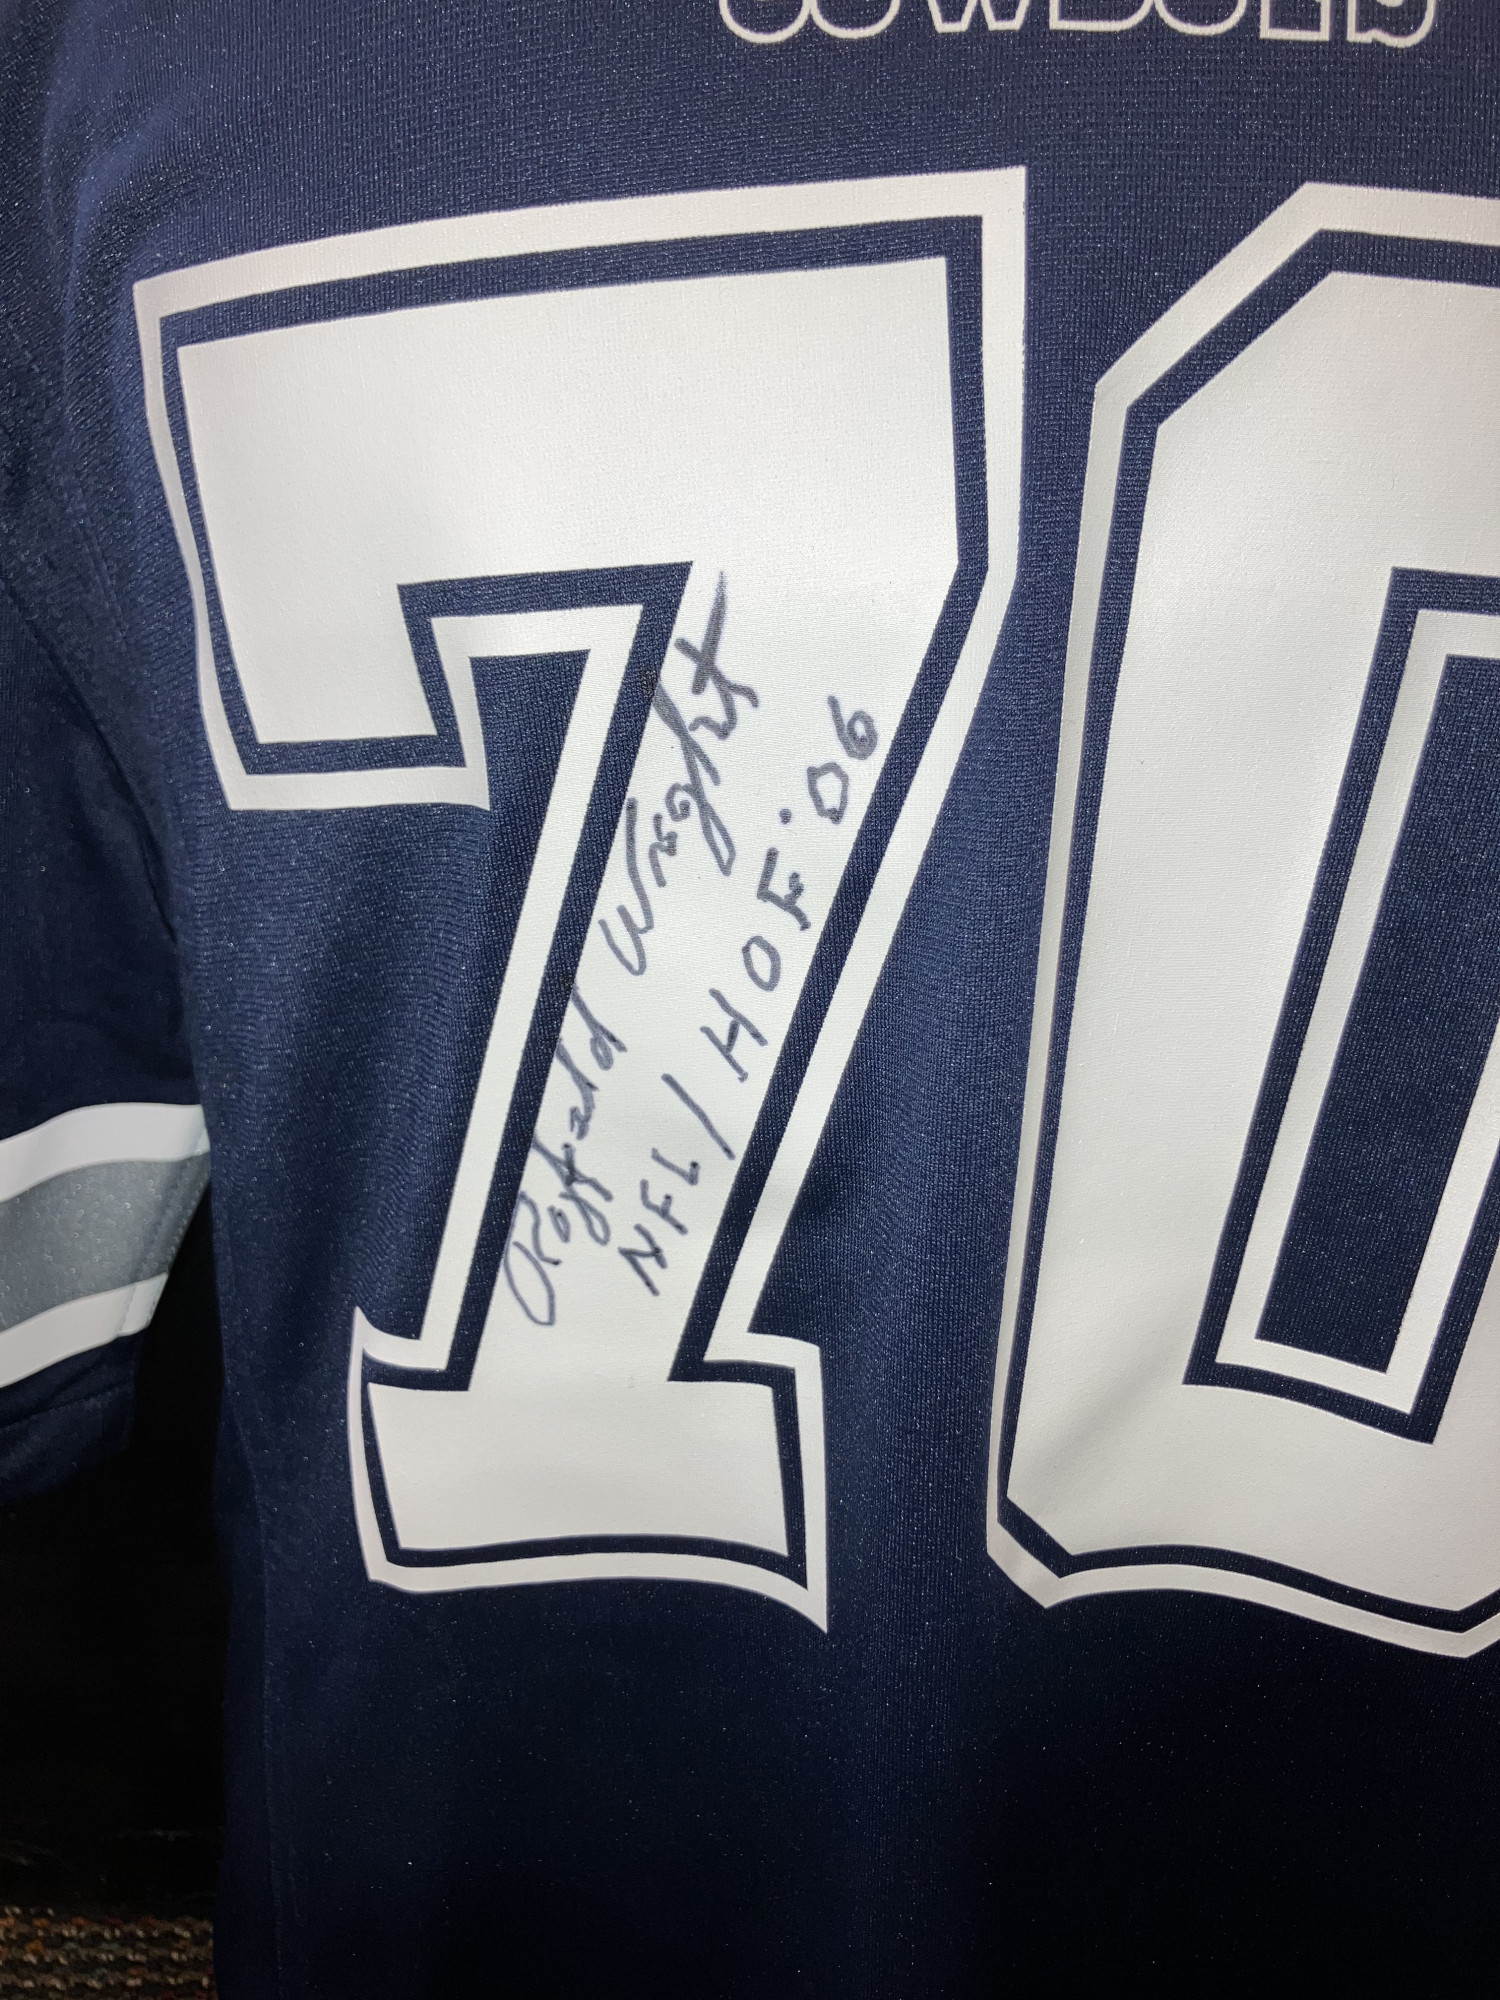 COWBOYS
70
Rayfield Wright
NFL/HOF '06